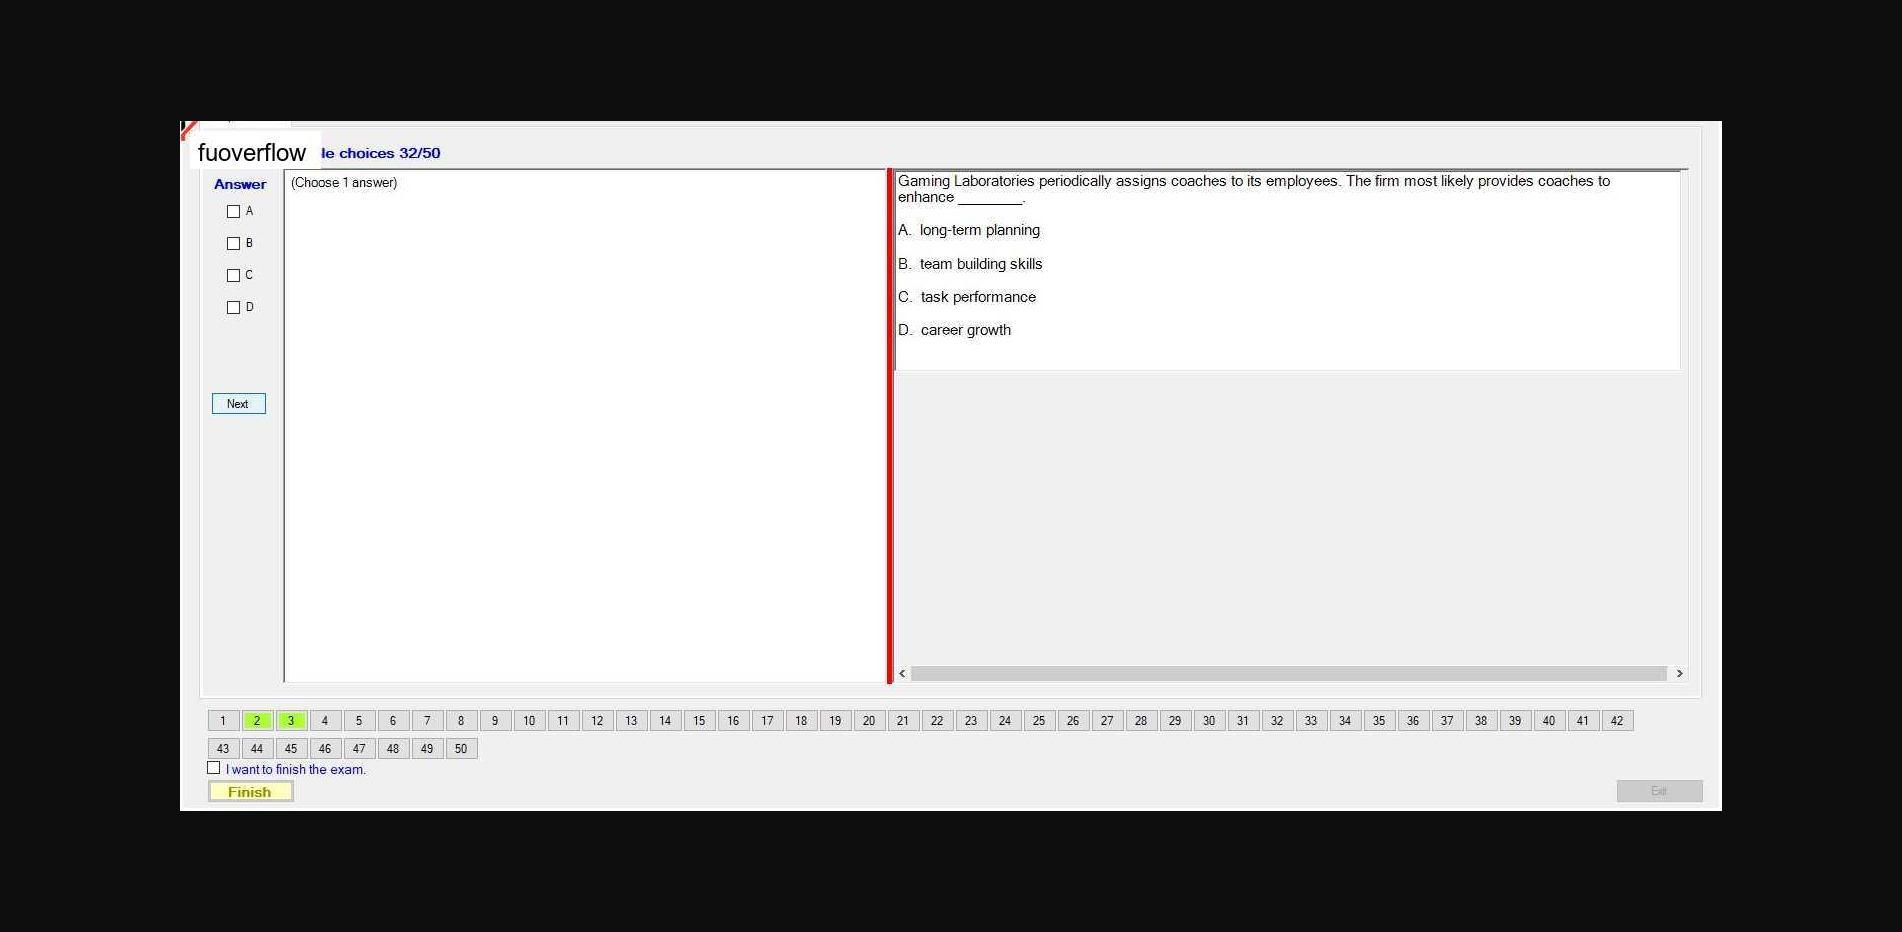 fuoverflow
le choices 32/50
Answer
(Choose 1 answer)
A
B
C
D
Next
Gaming Laboratories periodically assigns coaches to its employees. The firm most likely provides coaches to
enhance ________.
A. long-term planning
B. team building skills
C. task performance
D. career growth
1 2 3 4 5 6 7 8 9 10 11 12 13 14 15 16 17 18 19 20 21 22 23 24 25 26 27 28 29 30 31 32 33 34 35 36 37 38 39 40 41 42
43 44 45 46 47 48 49 50
I want to finish the exam.
Finish
Exit